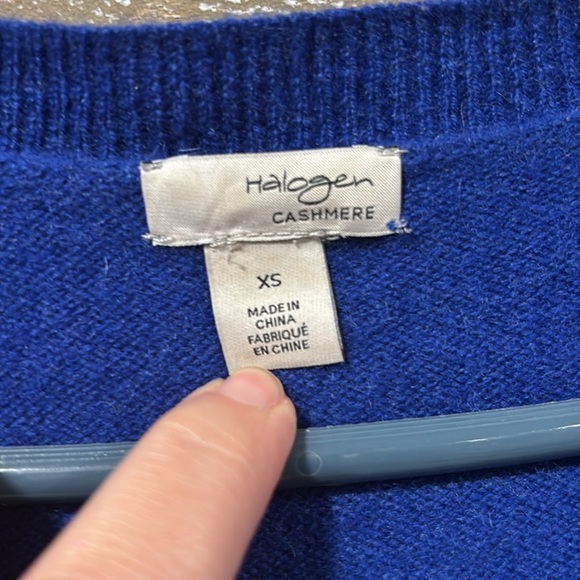 Halogen
CASHMERE
XS
MADE IN
CHINA
FABRIQUÉ
EN CHINE